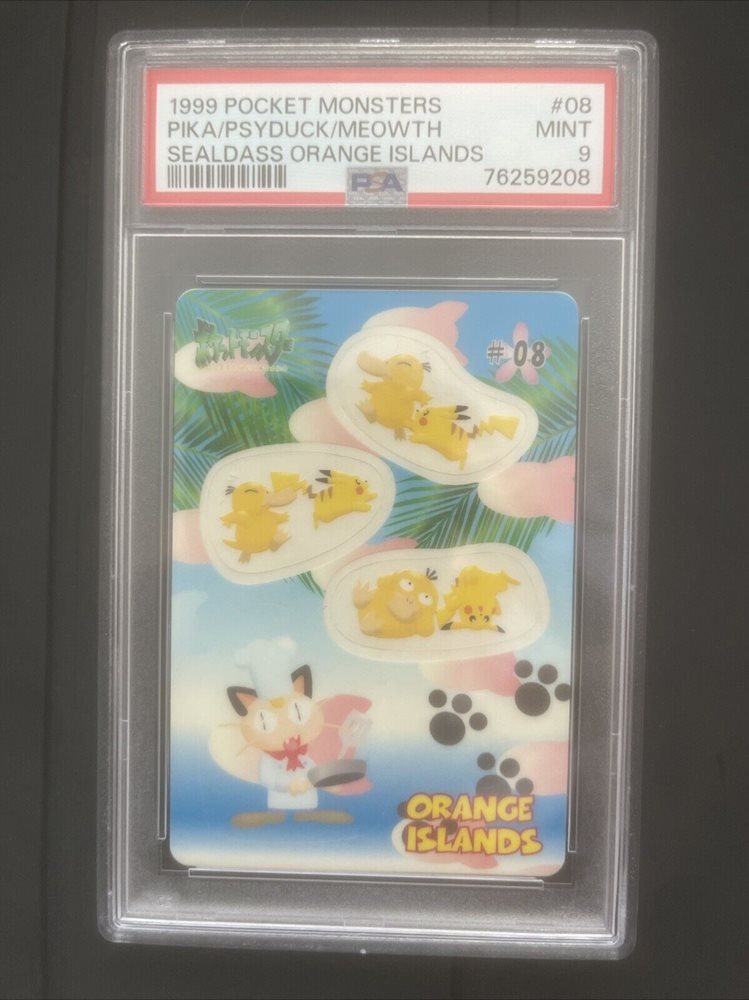 1999 POCKET MONSTERS #08
PIKA/PSYDUCK/MEOWTH MINT
SEALDASS ORANGE ISLANDS 9
PSA 76259208
ポケットモンスター
#08
ORANGE
ISLANDS